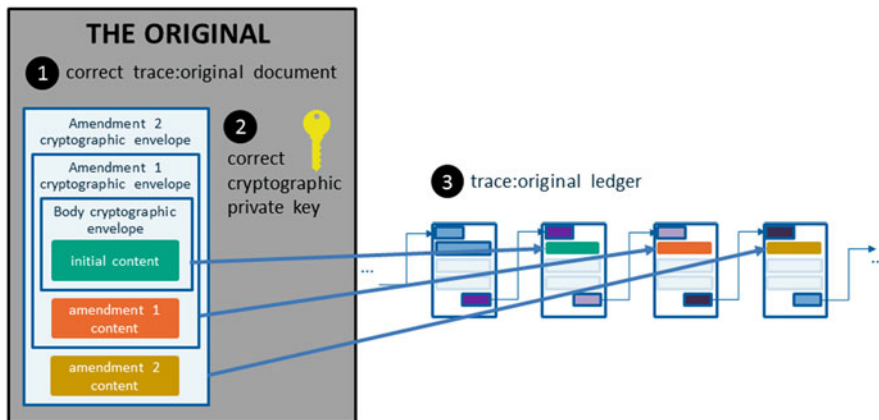 THE ORIGINAL
1 correct trace:original document
Amendment 2
cryptographic envelope
Amendment 1
cryptographic envelope
Body cryptographic
envelope
initial content
amendment 1
content
amendment 2
content
2
correct
cryptographic
private key
3 trace:original ledger
...
...